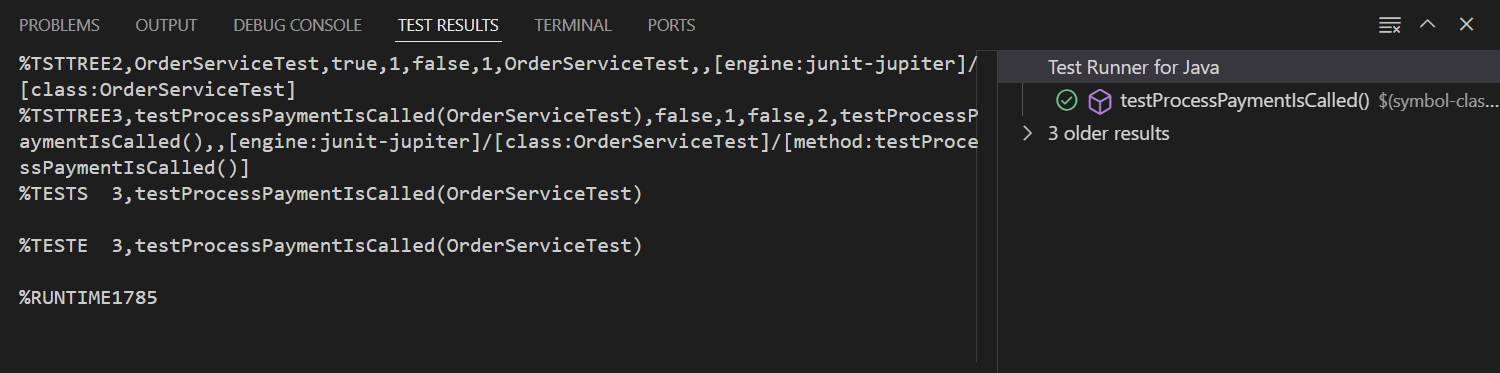 PROBLEMS OUTPUT DEBUG CONSOLE TEST RESULTS TERMINAL PORTS
%TSTTREE2,OrderServiceTest,true,1,false,1,OrderServiceTest,,[engine:junit-jupiter]/
[class:OrderServiceTest]
%TSTTREE3,testProcessPaymentIsCalled(OrderServiceTest),false,1,false,2,testProcessP
aymentIsCalled(),,[engine:junit-jupiter]/[class:OrderServiceTest]/[method:testProce
ssPaymentIsCalled()]
%TESTS  3,testProcessPaymentIsCalled(OrderServiceTest)
%TESTE  3,testProcessPaymentIsCalled(OrderServiceTest)
%RUNTIME1785
Test Runner for Java
testProcessPaymentIsCalled() $(symbol-clas...
3 older results